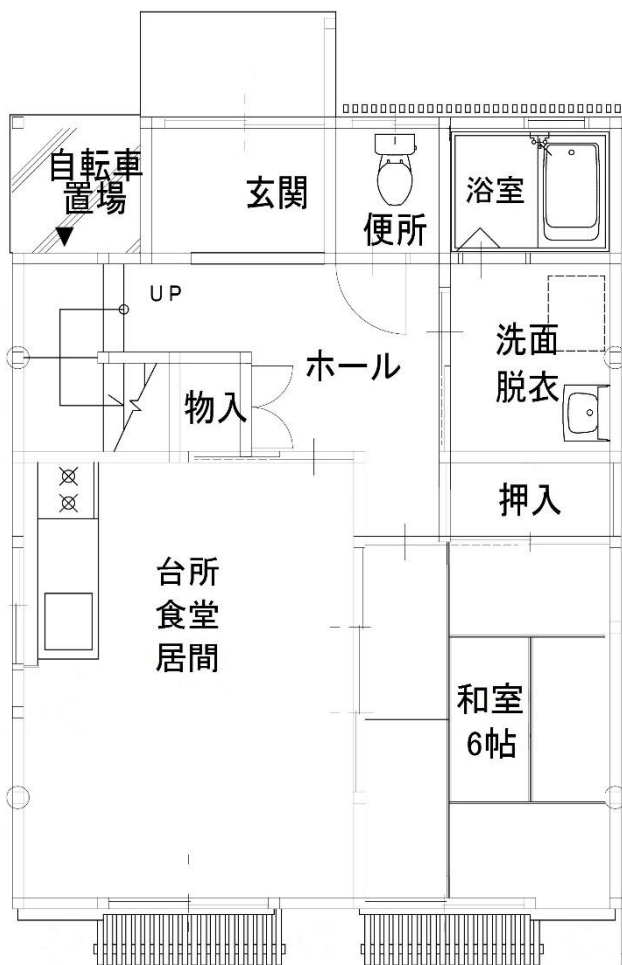 自転車
置場
玄関
便所
浴室
UP
ホール
洗面
脱衣
物入
押入
台所
食堂
居間
和室
6帖